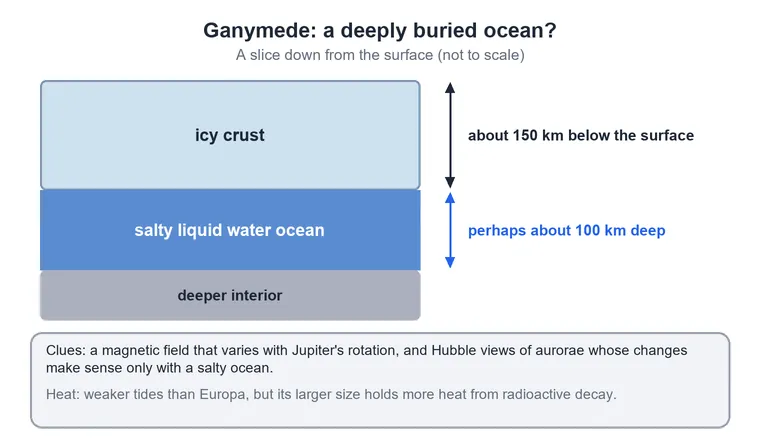 Ganymede: a deeply buried ocean?
A slice down from the surface (not to scale)
icy crust
about 150 km below the surface
salty liquid water ocean
perhaps about 100 km deep
deeper interior
Clues: a magnetic field that varies with Jupiter's rotation, and Hubble views of aurorae whose changes
make sense only with a salty ocean.
Heat: weaker tides than Europa, but its larger size holds more heat from radioactive decay.